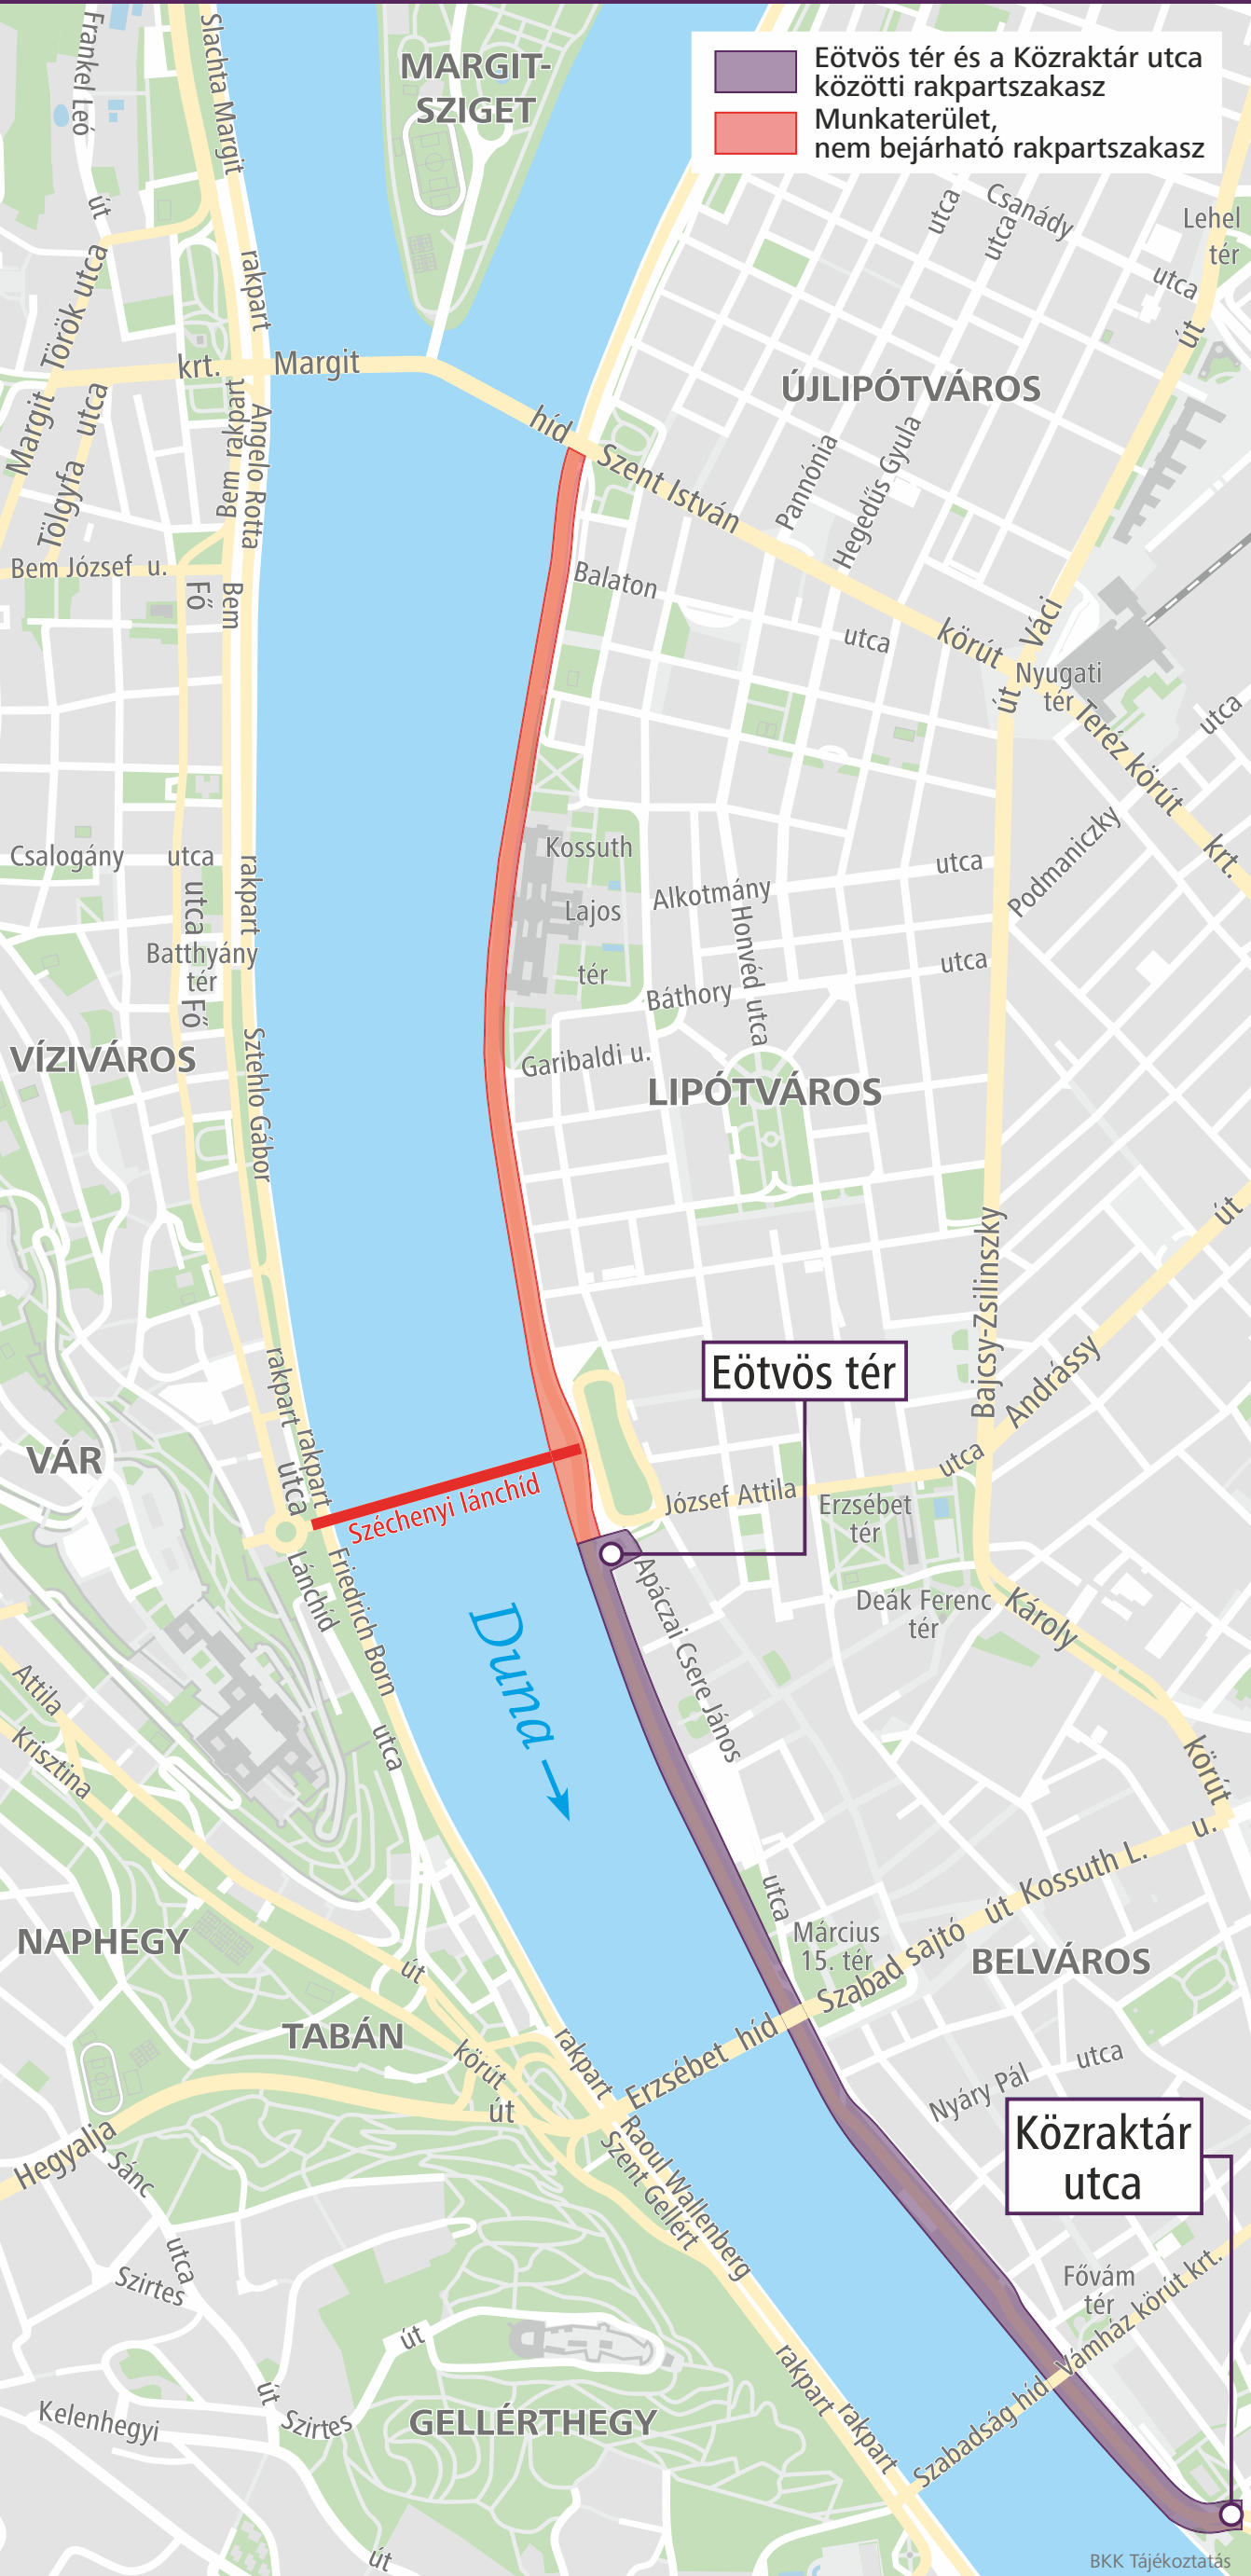 Eötvös tér és a Közraktár utca
közötti rakpartszakasz
Munkaterület,
nem bejárható rakpartszakasz
MARGIT-
SZIGET
Frankel Leó
út
Slachta Margit
rakpart
Csanády
utca
utca
utca
Lehel
tér
út
Török utca
krt.
Margit
híd
Margit
utca
Tölgyfa
Bem rakpart
Angelo Rotta
ÚJLIPÓTVÁROS
Szent István
Pannónia
Hegedűs Gyula
Bem József u.
Fő
Bem
Balaton
utca
körút
Váci
út
Nyugati
tér
Teréz körút
utca
krt.
Podmaniczky
Csalogány
utca
utca
rakpart
Kossuth
Lajos
tér
Alkotmány
utca
Honvéd utca
Báthory
utca
Batthyány
tér
Fő
VÍZIVÁROS
Sztehlo Gábor
Garibaldi u.
LIPÓTVÁROS
Bajcsy-Zsilinszky
út
Andrássy
Eötvös tér
rakpart
rakpart
utca
VÁR
Széchenyi lánchíd
József Attila
utca
Erzsébet
tér
Lánchíd
Friedrich Born
Duna
Apáczai Csere János
Deák Ferenc
tér
Károly
körút
Attila
Krisztina
utca
utca
Március
15. tér
Szabad sajtó
út
Kossuth L.
u.
BELVÁROS
NAPHEGY
út
TABÁN
körút
út
rakpart
Erzsébet híd
Nyáry Pál
utca
Közraktár
utca
Hegyalja
Sánc
utca
Szirtes
Raoul Wallenberg
Szent Gellért
Fővám
tér
Vámház körút
krt.
út
rakpart
rakpart
Szabadság híd
Kelenhegyi
út
Szirtes
GELLÉRTHEGY
út
BKK Tájékoztatás